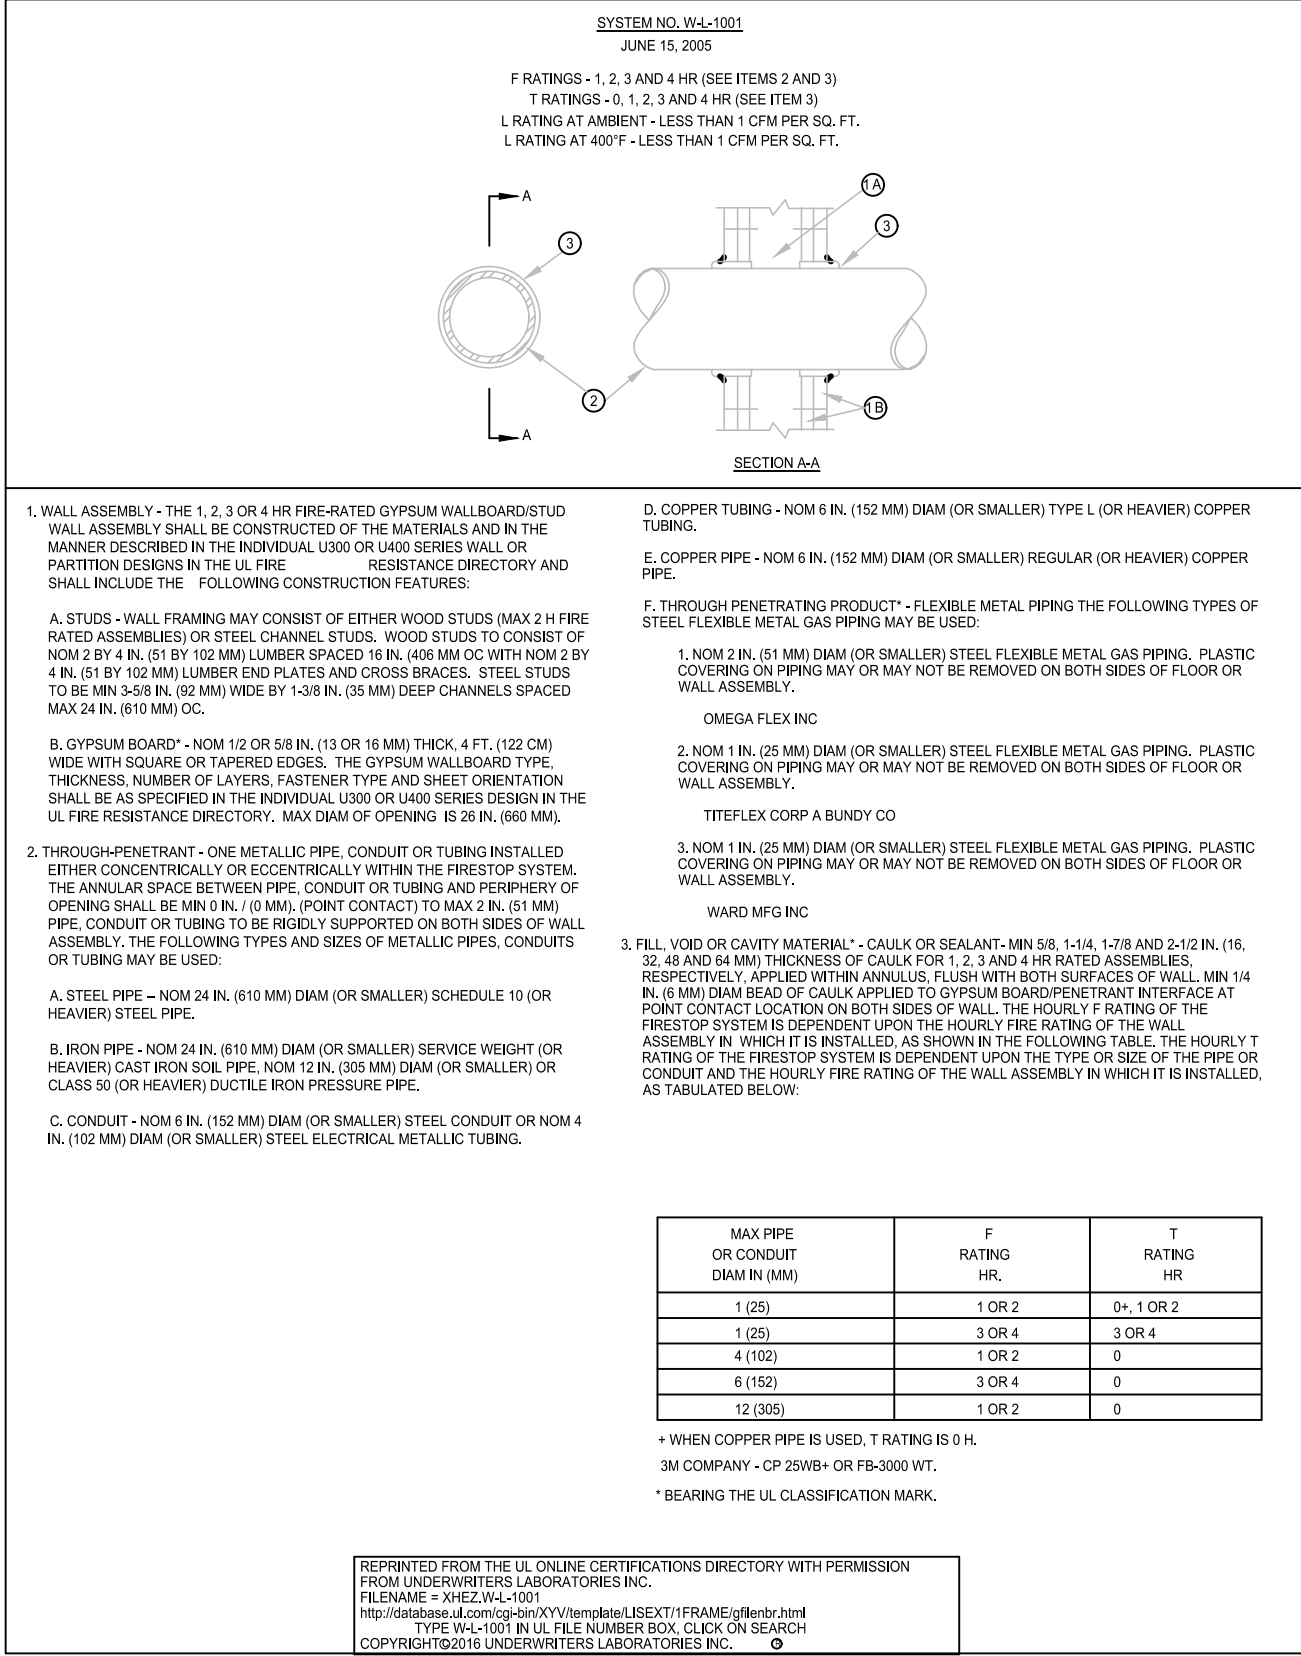 SYSTEM NO. W-L-1001
JUNE 15, 2005
F RATINGS - 1, 2, 3 AND 4 HR (SEE ITEMS 2 AND 3)
T RATINGS - 0, 1, 2, 3 AND 4 HR (SEE ITEM 3)
L RATING AT AMBIENT - LESS THAN 1 CFM PER SQ. FT.
L RATING AT 400°F - LESS THAN 1 CFM PER SQ. FT.
A
3
2
A
1A
3
1B
SECTION A-A
1. WALL ASSEMBLY - THE 1, 2, 3 OR 4 HR FIRE-RATED GYPSUM WALLBOARD/STUD
WALL ASSEMBLY SHALL BE CONSTRUCTED OF THE MATERIALS AND IN THE
MANNER DESCRIBED IN THE INDIVIDUAL U300 OR U400 SERIES WALL OR
PARTITION DESIGNS IN THE UL FIRE RESISTANCE DIRECTORY AND
SHALL INCLUDE THE FOLLOWING CONSTRUCTION FEATURES:
A. STUDS - WALL FRAMING MAY CONSIST OF EITHER WOOD STUDS (MAX 2 H FIRE
RATED ASSEMBLIES) OR STEEL CHANNEL STUDS. WOOD STUDS TO CONSIST OF
NOM 2 BY 4 IN. (51 BY 102 MM) LUMBER SPACED 16 IN. (406 MM OC WITH NOM 2 BY
4 IN. (51 BY 102 MM) LUMBER END PLATES AND CROSS BRACES. STEEL STUDS
TO BE MIN 3-5/8 IN. (92 MM) WIDE BY 1-3/8 IN. (35 MM) DEEP CHANNELS SPACED
MAX 24 IN. (610 MM) OC.
B. GYPSUM BOARD* - NOM 1/2 OR 5/8 IN. (13 OR 16 MM) THICK, 4 FT. (122 CM)
WIDE WITH SQUARE OR TAPERED EDGES. THE GYPSUM WALLBOARD TYPE,
THICKNESS, NUMBER OF LAYERS, FASTENER TYPE AND SHEET ORIENTATION
SHALL BE AS SPECIFIED IN THE INDIVIDUAL U300 OR U400 SERIES DESIGN IN THE
UL FIRE RESISTANCE DIRECTORY. MAX DIAM OF OPENING IS 26 IN. (660 MM).
2. THROUGH-PENETRANT - ONE METALLIC PIPE, CONDUIT OR TUBING INSTALLED
EITHER CONCENTRICALLY OR ECCENTRICALLY WITHIN THE FIRESTOP SYSTEM.
THE ANNULAR SPACE BETWEEN PIPE, CONDUIT OR TUBING AND PERIPHERY OF
OPENING SHALL BE MIN 0 IN. / (0 MM). (POINT CONTACT) TO MAX 2 IN. (51 MM)
PIPE, CONDUIT OR TUBING TO BE RIGIDLY SUPPORTED ON BOTH SIDES OF WALL
ASSEMBLY. THE FOLLOWING TYPES AND SIZES OF METALLIC PIPES, CONDUITS
OR TUBING MAY BE USED:
A. STEEL PIPE – NOM 24 IN. (610 MM) DIAM (OR SMALLER) SCHEDULE 10 (OR
HEAVIER) STEEL PIPE.
B. IRON PIPE - NOM 24 IN. (610 MM) DIAM (OR SMALLER) SERVICE WEIGHT (OR
HEAVIER) CAST IRON SOIL PIPE, NOM 12 IN. (305 MM) DIAM (OR SMALLER) OR
CLASS 50 (OR HEAVIER) DUCTILE IRON PRESSURE PIPE.
C. CONDUIT - NOM 6 IN. (152 MM) DIAM (OR SMALLER) STEEL CONDUIT OR NOM 4
IN. (102 MM) DIAM (OR SMALLER) STEEL ELECTRICAL METALLIC TUBING.
D. COPPER TUBING - NOM 6 IN. (152 MM) DIAM (OR SMALLER) TYPE L (OR HEAVIER) COPPER
TUBING.
E. COPPER PIPE - NOM 6 IN. (152 MM) DIAM (OR SMALLER) REGULAR (OR HEAVIER) COPPER
PIPE.
F. THROUGH PENETRATING PRODUCT* - FLEXIBLE METAL PIPING THE FOLLOWING TYPES OF
STEEL FLEXIBLE METAL GAS PIPING MAY BE USED:
1. NOM 2 IN. (51 MM) DIAM (OR SMALLER) STEEL FLEXIBLE METAL GAS PIPING. PLASTIC
COVERING ON PIPING MAY OR MAY NOT BE REMOVED ON BOTH SIDES OF FLOOR OR
WALL ASSEMBLY.
OMEGA FLEX INC
2. NOM 1 IN. (25 MM) DIAM (OR SMALLER) STEEL FLEXIBLE METAL GAS PIPING. PLASTIC
COVERING ON PIPING MAY OR MAY NOT BE REMOVED ON BOTH SIDES OF FLOOR OR
WALL ASSEMBLY.
TITEFLEX CORP A BUNDY CO
3. NOM 1 IN. (25 MM) DIAM (OR SMALLER) STEEL FLEXIBLE METAL GAS PIPING. PLASTIC
COVERING ON PIPING MAY OR MAY NOT BE REMOVED ON BOTH SIDES OF FLOOR OR
WALL ASSEMBLY.
WARD MFG INC
3. FILL, VOID OR CAVITY MATERIAL* - CAULK OR SEALANT- MIN 5/8, 1-1/4, 1-7/8 AND 2-1/2 IN. (16,
32, 48 AND 64 MM) THICKNESS OF CAULK FOR 1, 2, 3 AND 4 HR RATED ASSEMBLIES,
RESPECTIVELY, APPLIED WITHIN ANNULUS, FLUSH WITH BOTH SURFACES OF WALL. MIN 1/4
IN. (6 MM) DIAM BEAD OF CAULK APPLIED TO GYPSUM BOARD/PENETRANT INTERFACE AT
POINT CONTACT LOCATION ON BOTH SIDES OF WALL. THE HOURLY F RATING OF THE
FIRESTOP SYSTEM IS DEPENDENT UPON THE HOURLY FIRE RATING OF THE WALL
ASSEMBLY IN WHICH IT IS INSTALLED, AS SHOWN IN THE FOLLOWING TABLE. THE HOURLY T
RATING OF THE FIRESTOP SYSTEM IS DEPENDENT UPON THE TYPE OR SIZE OF THE PIPE OR
CONDUIT AND THE HOURLY FIRE RATING OF THE WALL ASSEMBLY IN WHICH IT IS INSTALLED,
AS TABULATED BELOW:
MAX PIPE F T
OR CONDUIT RATING RATING
DIAM IN (MM) HR. HR
1 (25) 1 OR 2 0+, 1 OR 2
1 (25) 3 OR 4 3 OR 4
4 (102) 1 OR 2 0
6 (152) 3 OR 4 0
12 (305) 1 OR 2 0
+ WHEN COPPER PIPE IS USED, T RATING IS 0 H.
3M COMPANY - CP 25WB+ OR FB-3000 WT.
* BEARING THE UL CLASSIFICATION MARK.
REPRINTED FROM THE UL ONLINE CERTIFICATIONS DIRECTORY WITH PERMISSION
FROM UNDERWRITERS LABORATORIES INC.
FILENAME = XHEZ.W-L-1001
http://database.ul.com/cgi-bin/XYV/template/LISEXT/1FRAME/gfilenbr.html
TYPE W-L-1001 IN UL FILE NUMBER BOX, CLICK ON SEARCH
COPYRIGHT©2016 UNDERWRITERS LABORATORIES INC. ®